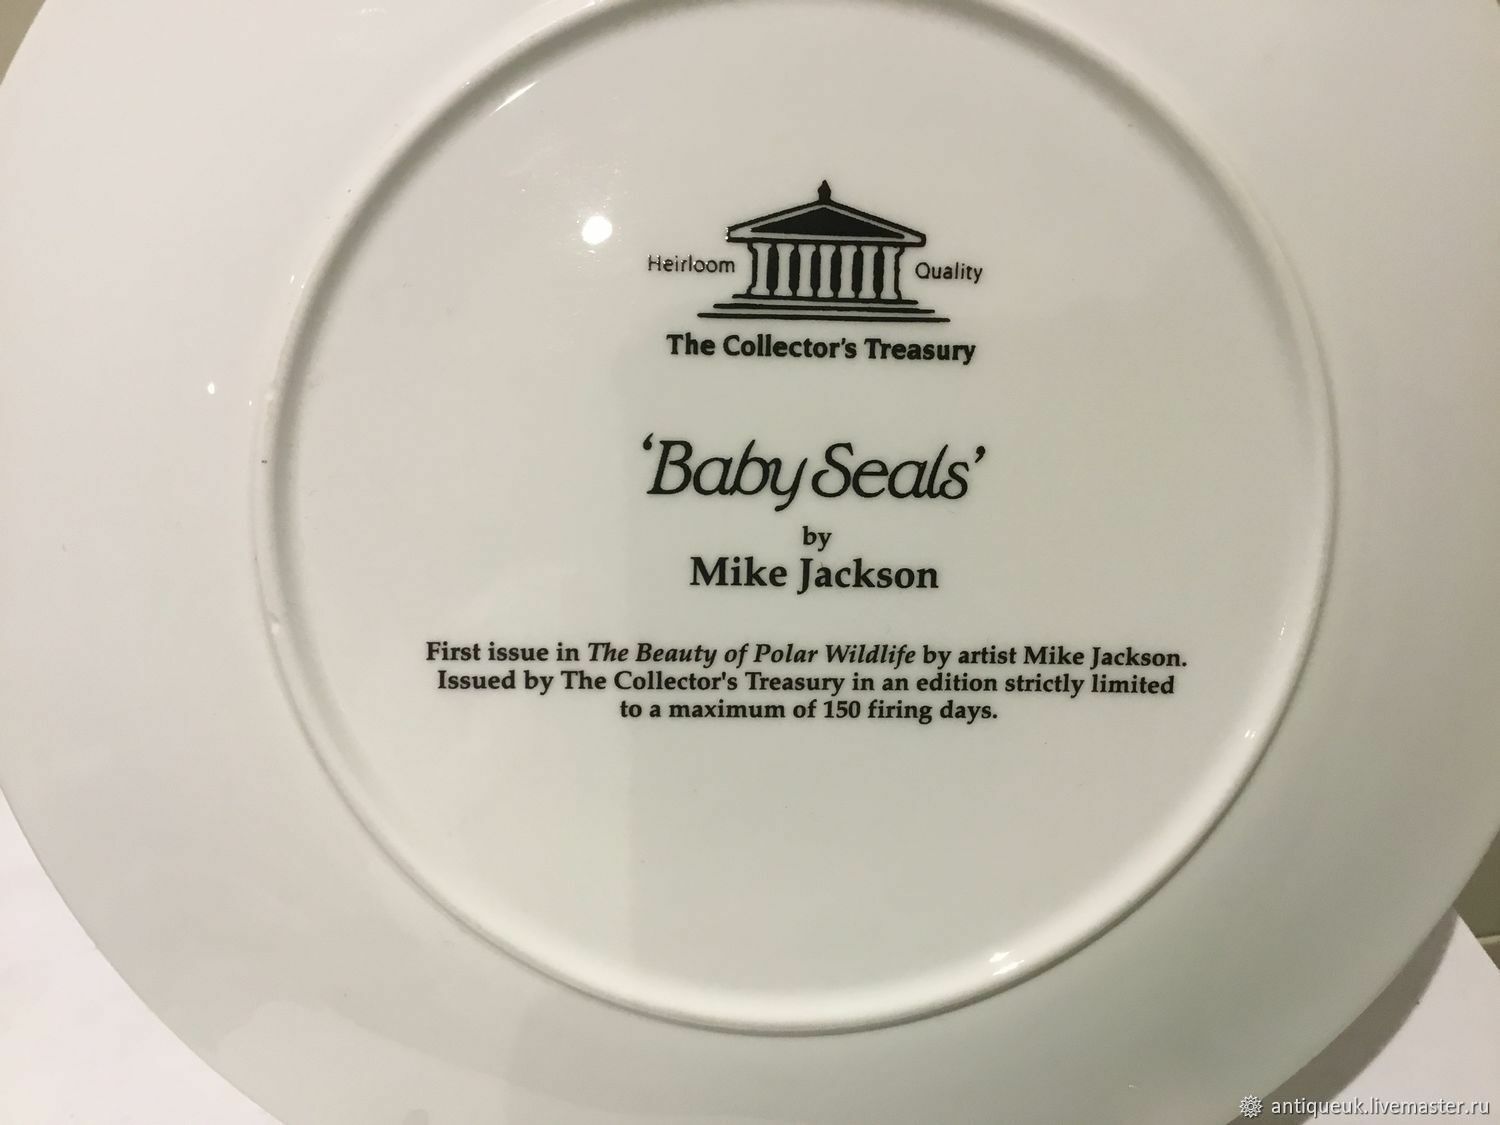 Heirloom Quality
The Collector's Treasury
‘Baby Seals’
by
Mike Jackson
First issue in The Beauty of Polar Wildlife by artist Mike Jackson.
Issued by The Collector's Treasury in an edition strictly limited
to a maximum of 150 firing days.
antiqueuk.livemaster.ru